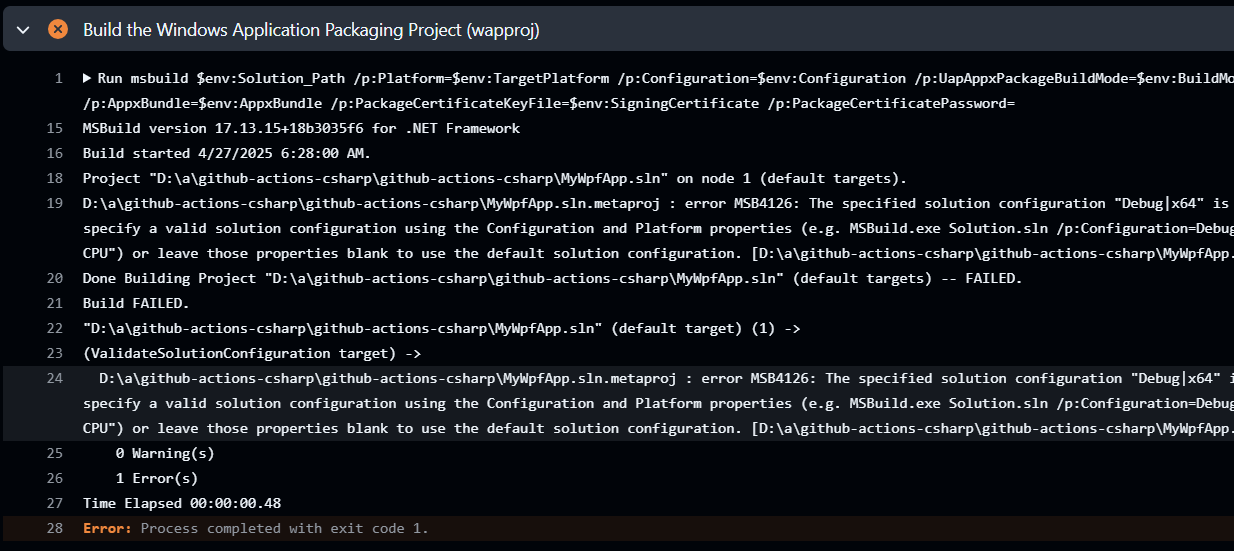 Build the Windows Application Packaging Project (wapproj)
1 Run msbuild $env:Solution_Path /p:Platform=$env:TargetPlatform /p:Configuration=$env:Configuration /p:UapAppxPackageBuildMode=$env:BuildMo
/p:AppxBundle=$env:AppxBundle /p:PackageCertificateKeyFile=$env:SigningCertificate /p:PackageCertificatePassword=
15 MSBuild version 17.13.15+18b3035f6 for .NET Framework
16 Build started 4/27/2025 6:28:00 AM.
18 Project "D:\a\github-actions-csharp\github-actions-csharp\MyWpfApp.sln" on node 1 (default targets).
19 D:\a\github-actions-csharp\github-actions-csharp\MyWpfApp.sln.metaproj : error MSB4126: The specified solution configuration "Debug|x64" is
specify a valid solution configuration using the Configuration and Platform properties (e.g. MSBuild.exe Solution.sln /p:Configuration=Debug
CPU") or leave those properties blank to use the default solution configuration. [D:\a\github-actions-csharp\github-actions-csharp\MyWpfApp.
20 Done Building Project "D:\a\github-actions-csharp\github-actions-csharp\MyWpfApp.sln" (default targets) -- FAILED.
21 Build FAILED.
22 "D:\a\github-actions-csharp\github-actions-csharp\MyWpfApp.sln" (default target) (1) ->
23 (ValidateSolutionConfiguration target) ->
24 D:\a\github-actions-csharp\github-actions-csharp\MyWpfApp.sln.metaproj : error MSB4126: The specified solution configuration "Debug|x64" i
specify a valid solution configuration using the Configuration and Platform properties (e.g. MSBuild.exe Solution.sln /p:Configuration=Debug
CPU") or leave those properties blank to use the default solution configuration. [D:\a\github-actions-csharp\github-actions-csharp\MyWpfApp.
25 0 Warning(s)
26 1 Error(s)
27 Time Elapsed 00:00:00.48
28 Error: Process completed with exit code 1.